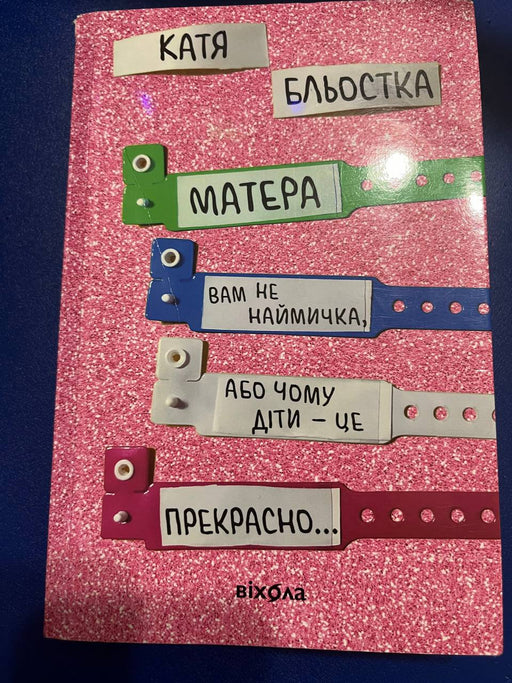 КАТЯ
БЛЬОСТКА
МАТЕРА
ВАМ НЕ
НАЙМИЧКА,
АБО ЧОМУ
ДІТИ – ЦЕ
ПРЕКРАСНО...
віхола